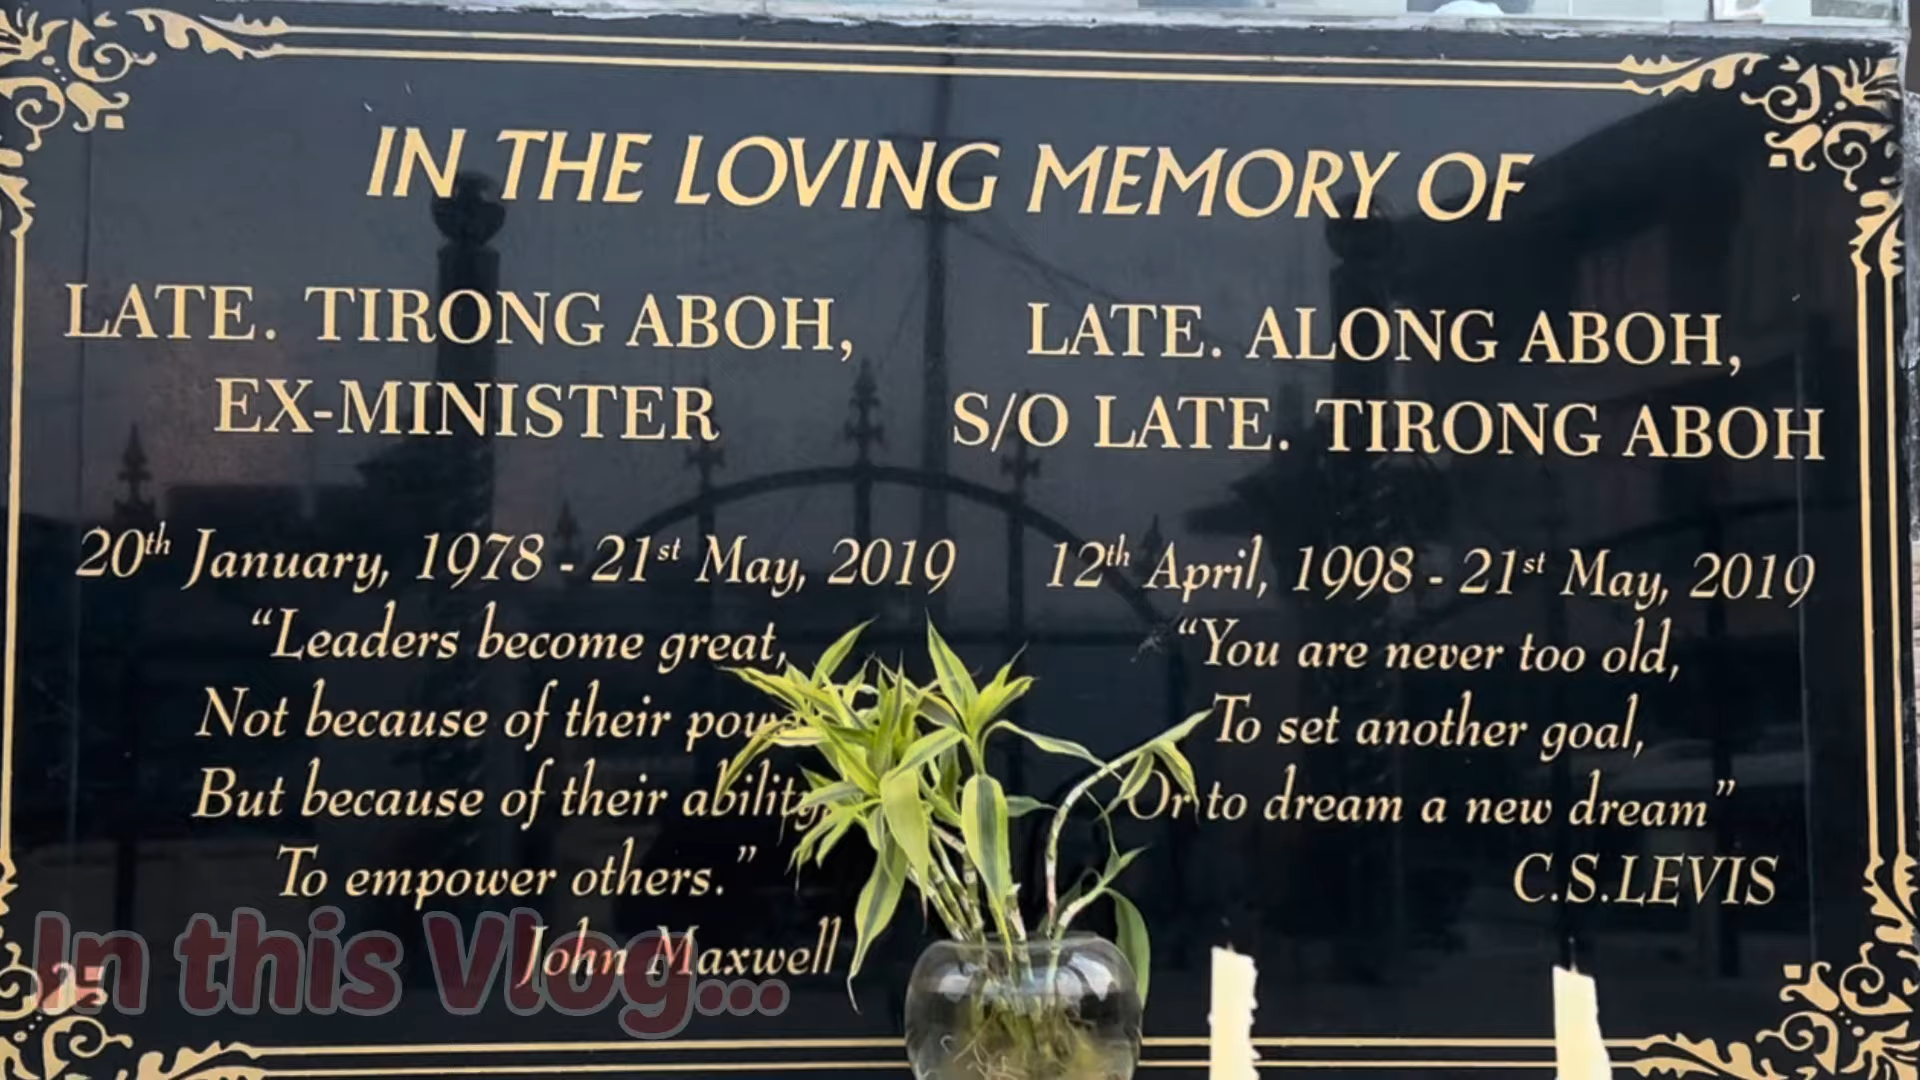 IN THE LOVING MEMORY OF
LATE. TIRONG ABOH,
EX-MINISTER
20th January, 1978 - 21st May, 2019
“Leaders become great,
Not because of their
But because of their ability
To empower others.”
John Maxwell
LATE. ALONG ABOH,
S/O LATE. TIRONG ABOH
12th April, 1998 - 21st May, 2019
“You are never too old,
To set another goal,
Or to dream a new dream”
C.S.LEVIS
In this Vlog...